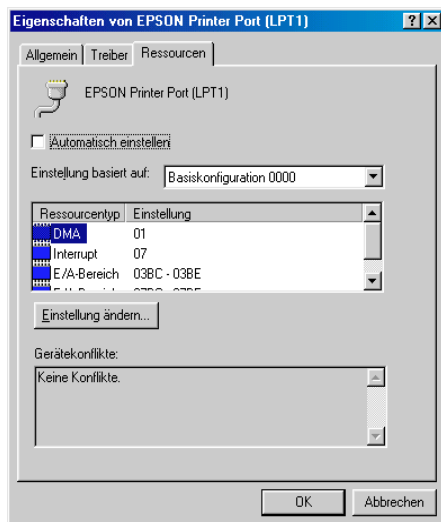 Eigenschaften von EPSON Printer Port (LPT1)
Allgemein Treiber Ressourcen
EPSON Printer Port (LPT1)
Automatisch einstellen
Einstellung basiert auf: Basiskonfiguration 0000
Ressourcentyp Einstellung
DMA 01
Interrupt 07
E/A-Bereich 03BC - 03BE
Einstellung ändern...
Gerätekonflikte:
Keine Konflikte.
OK Abbrechen